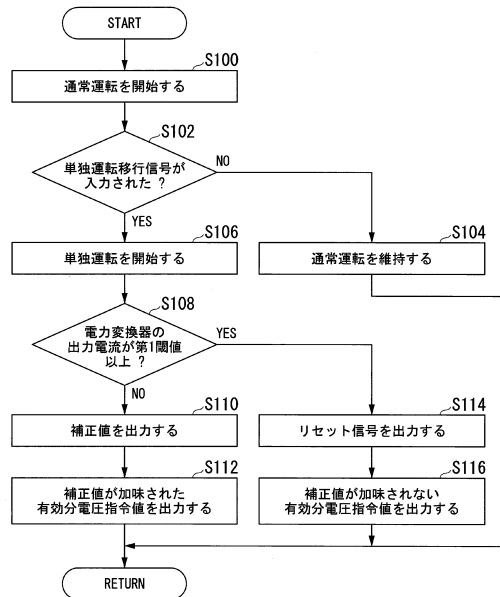 START
S100
通常運転を開始する
S102
単独運転移行信号が
入力された ?
NO
YES
S106
単独運転を開始する
S104
通常運転を維持する
S108
電力変換器の
出力電流が第1閾値
以上 ?
YES
NO
S110
補正値を出力する
S114
リセット信号を出力する
S112
補正値が加味された
有効分電圧指令値を出力する
S116
補正値が加味されない
有効分電圧指令値を出力する
RETURN